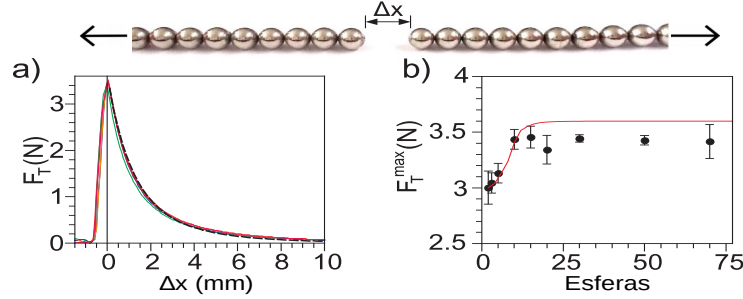 Δx
a)
b)
F_T(N)
3
2
1
0
0 2 4 6 8 10
Δx (mm)
F_T^max(N)
4
3.5
3
2.5
0 25 50 75
Esferas